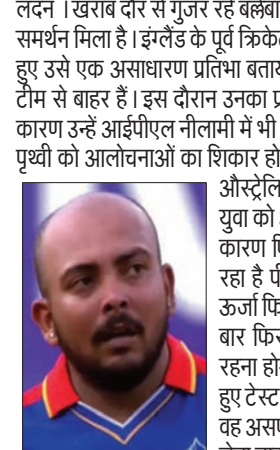 लंदन । खराब दौर से गुजर रहे बल्लेबा
समर्थन मिला है। इंग्लैंड के पूर्व क्रिके
हुए उसे एक असाधारण प्रतिभा बताय
टीम से बाहर हैं। इस दौरान उनका प्र
कारण उन्हें आईपीएल नीलामी में भी
पृथ्वी को आलोचनाओं का शिकार हो
औस्ट्रेलि
युवा को
कारण
रहा है पी
ऊर्जा फि
बार फिर
रहना हो
हुए टेस्ट
वह अस